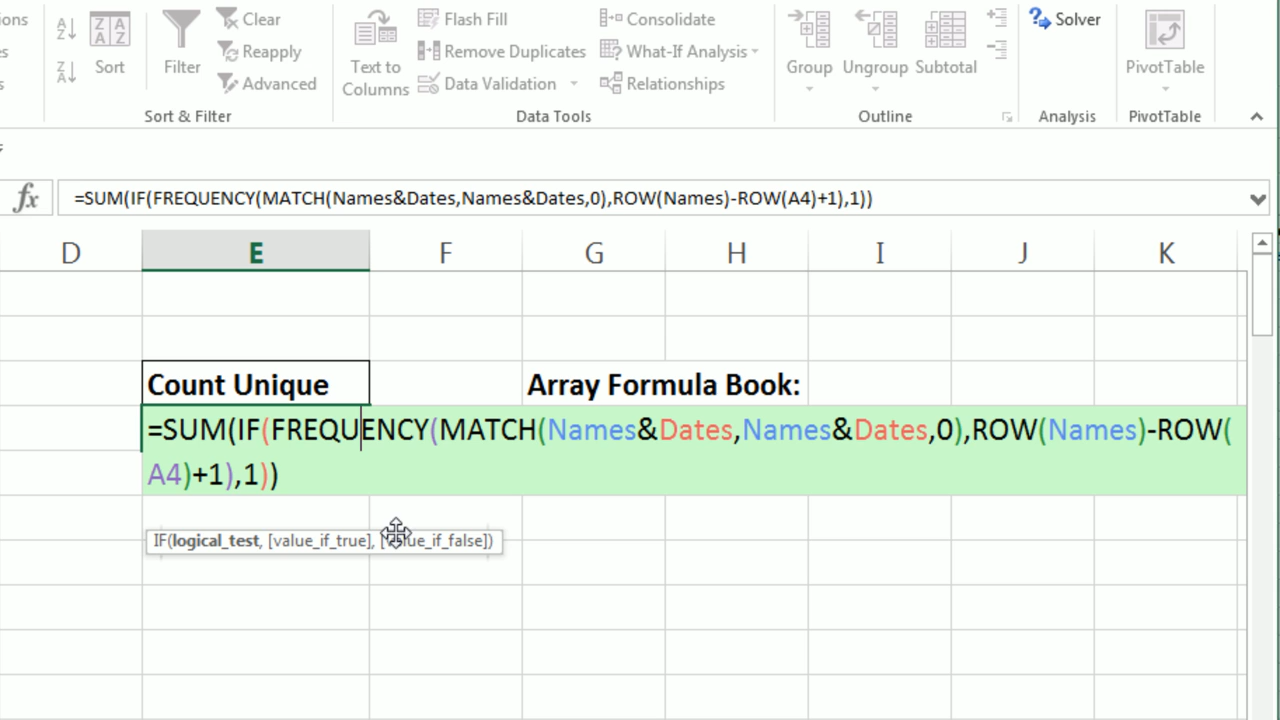 ions
Clear
Flash Fill
Consolidate
Solver
Sort
Filter
Reapply
Text to
Columns
Remove Duplicates
What-If Analysis
Group
Ungroup
Subtotal
PivotTable
s
Advanced
Data Validation
Relationships
Sort & Filter
Data Tools
Outline
Analysis
PivotTable
fx
=SUM(IF(FREQUENCY(MATCH(Names&Dates,Names&Dates,0),ROW(Names)-ROW(A4)+1),1))
D E F G H I J K
Count Unique
Array Formula Book:
=SUM(IF(FREQUENCY(MATCH(Names&Dates,Names&Dates,0),ROW(Names)-ROW(
A4)+1),1))
IF(logical_test, [value_if_true], [value_if_false])